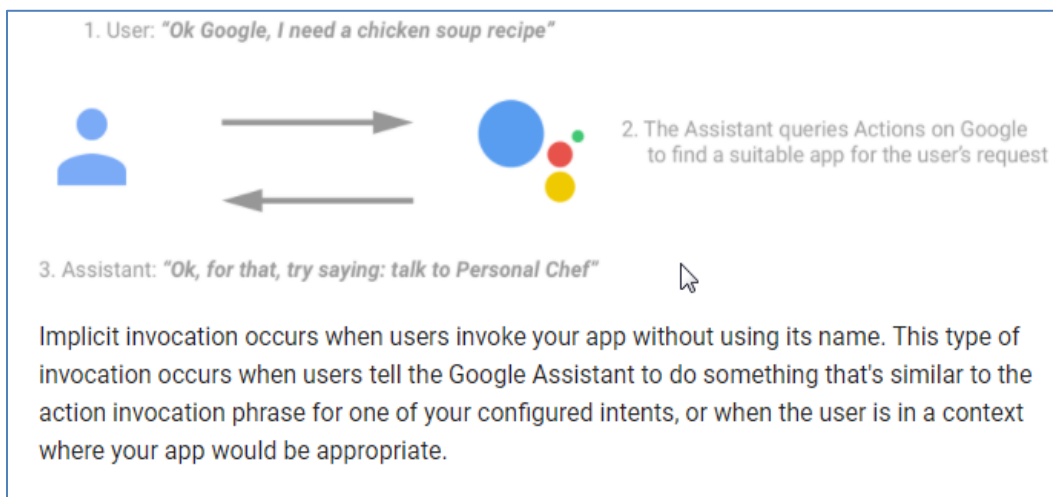 1. User: "Ok Google, I need a chicken soup recipe"
2. The Assistant queries Actions on Google
to find a suitable app for the user's request
3. Assistant: "Ok, for that, try saying: talk to Personal Chef"
Implicit invocation occurs when users invoke your app without using its name. This type of
invocation occurs when users tell the Google Assistant to do something that's similar to the
action invocation phrase for one of your configured intents, or when the user is in a context
where your app would be appropriate.